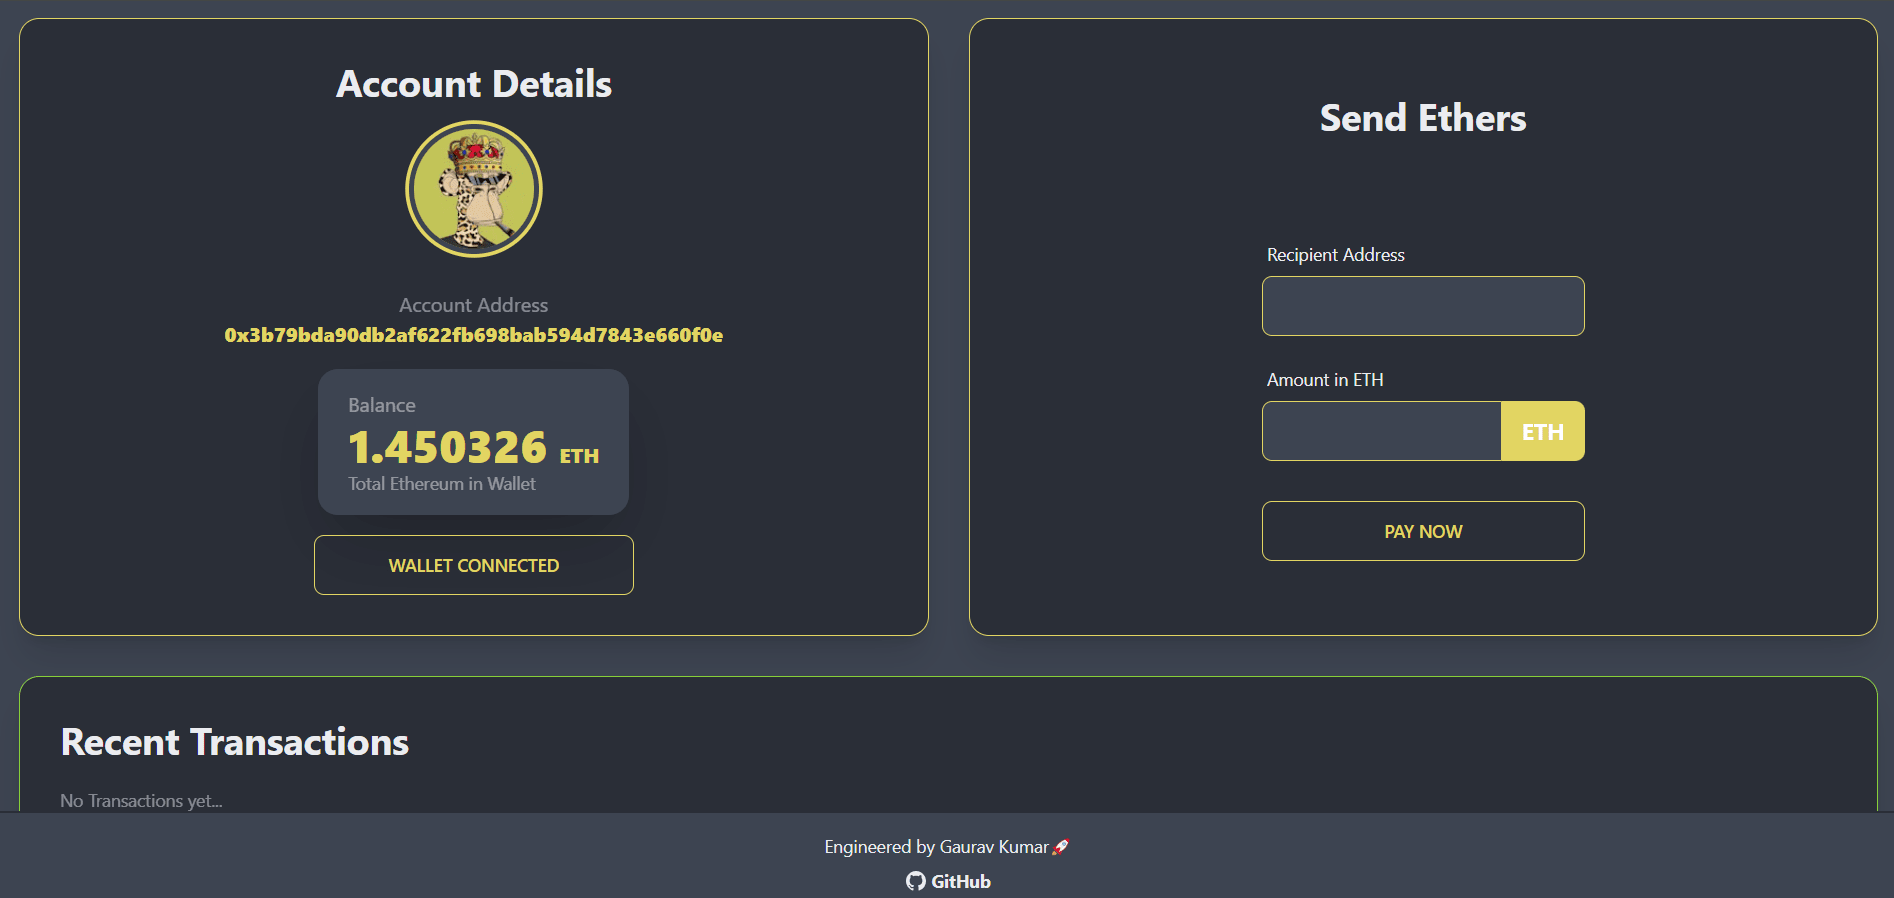 Account Details
Account Address
0x3b79bda90db2af622fb698bab594d7843e660f0e
Balance
1.450326 ETH
Total Ethereum in Wallet
WALLET CONNECTED
Send Ethers
Recipient Address
Amount in ETH
ETH
PAY NOW
Recent Transactions
No Transactions yet...
Engineered by Gaurav Kumar🚀
GitHub